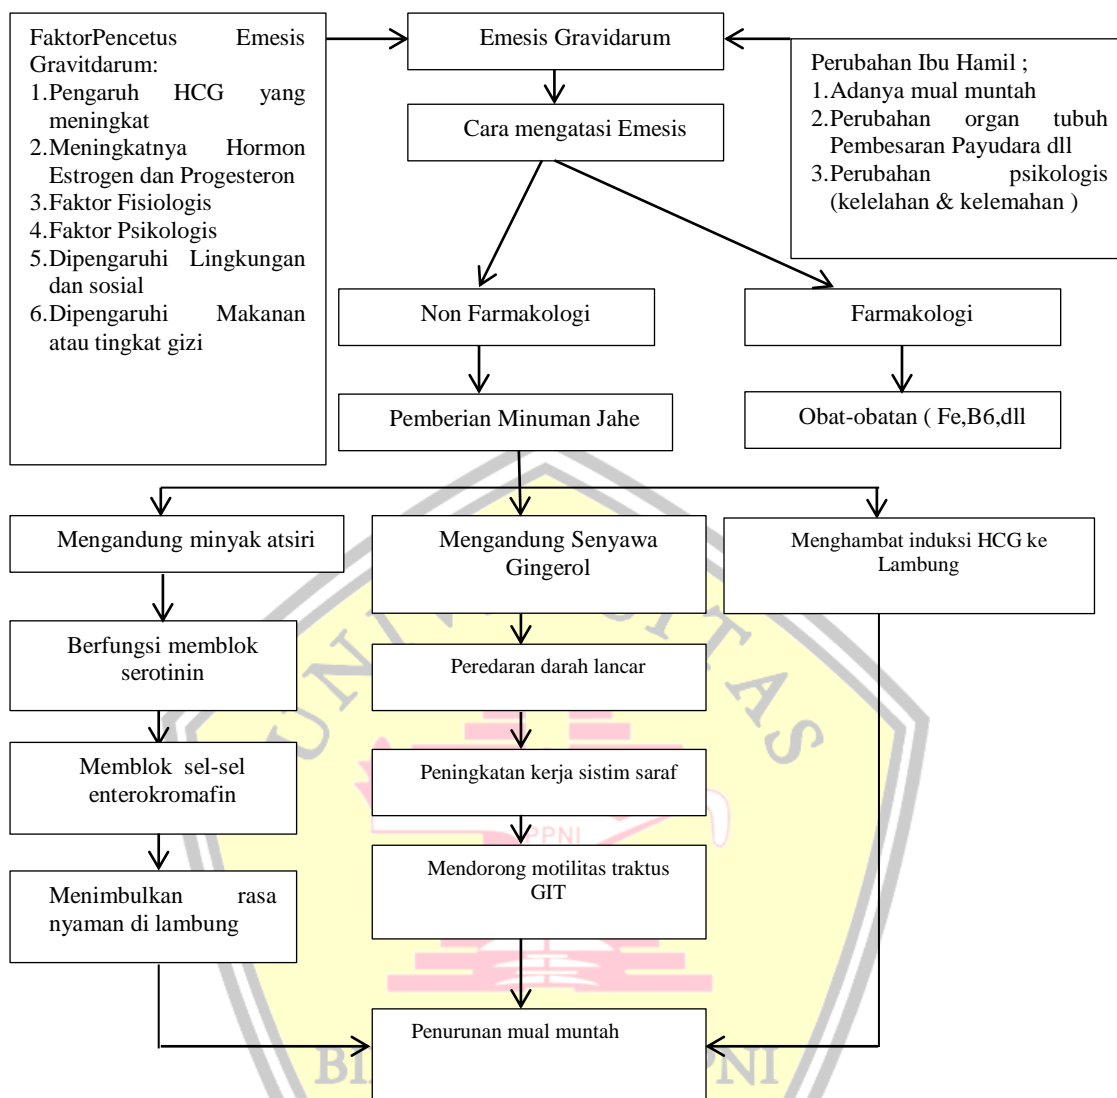 FaktorPencetus Emesis
Gravitdarum:
1.Pengaruh HCG yang
meningkat
2.Meningkatnya Hormon
Estrogen dan Progesteron
3.Faktor Fisiologis
4.Faktor Psikologis
5.Dipengaruhi Lingkungan
dan sosial
6.Dipengaruhi Makanan
atau tingkat gizi
Emesis Gravidarum
Perubahan Ibu Hamil ;
1.Adanya mual muntah
2.Perubahan organ tubuh
Pembesaran Payudara dll
3.Perubahan psikologis
(kelelahan & kelemahan )
Cara mengatasi Emesis
Non Farmakologi
Farmakologi
Pemberian Minuman Jahe
Obat-obatan ( Fe,B6,dll
Mengandung minyak atsiri
Mengandung Senyawa
Gingerol
Menghambat induksi HCG ke
Lambung
Berfungsi memblok
serotinin
Peredaran darah lancar
Memblok sel-sel
enterokromafin
Peningkatan kerja sistim saraf
Menimbulkan rasa
nyaman di lambung
Mendorong motilitas traktus
GIT
Penurunan mual muntah
UNIVERSITAS
PPNI
PPNI